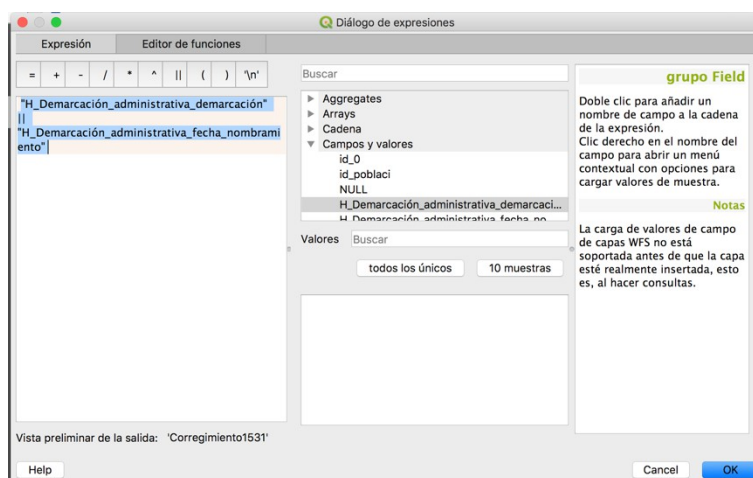 Diálogo de expresiones
Expresión
Editor de funciones
= + - / * ^ || ( ) '\n'
"H_Demarcación_administrativa_demarcación"
||
"H_Demarcación_administrativa_fecha_nombrami
ento"
Vista preliminar de la salida: 'Corregimiento1531'
Buscar
Aggregates
Arrays
Cadena
Campos y valores
id_0
id_poblaci
NULL
H_Demarcación_administrativa_demarcaci...
H_Demarcación_administrativa_fecha_no...
Valores Buscar
todos los únicos
10 muestras
grupo Field
Doble clic para añadir un
nombre de campo a la cadena
de la expresión.
Clic derecho en el nombre del
campo para abrir un menú
contextual con opciones para
cargar valores de muestra.
Notas
La carga de valores de campo
de capas WFS no está
soportada antes de que la capa
esté realmente insertada, esto
es, al hacer consultas.
Help
Cancel
OK